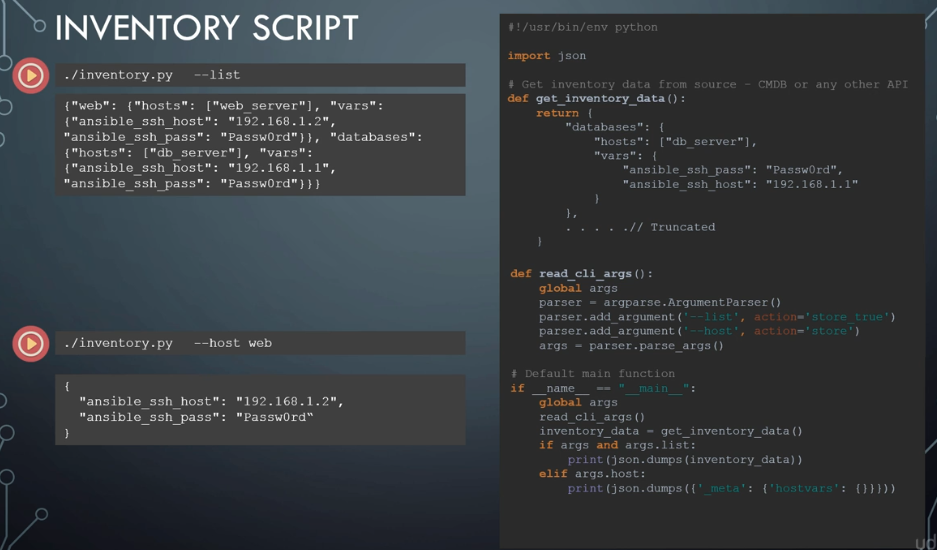 INVENTORY SCRIPT
./inventory.py --list
{"web": {"hosts": ["web_server"], "vars":
{"ansible_ssh_host": "192.168.1.2",
"ansible_ssh_pass": "Passw0rd"}}, "databases":
{"hosts": ["db_server"], "vars":
{"ansible_ssh_host": "192.168.1.1",
"ansible_ssh_pass": "Passw0rd"}}}
./inventory.py --host web
{
"ansible_ssh_host": "192.168.1.2",
"ansible_ssh_pass": "Passw0rd“
}
#!/usr/bin/env python
import json
# Get inventory data from source – CMDB or any other API
def get_inventory_data():
return {
"databases": {
"hosts": ["db_server"],
"vars": {
"ansible_ssh_pass": "Passw0rd",
"ansible_ssh_host": "192.168.1.1"
}
},
. . . . .// Truncated
}
def read_cli_args():
global args
parser = argparse.ArgumentParser()
parser.add_argument('--list', action='store_true')
parser.add_argument('--host', action='store')
args = parser.parse_args()
# Default main function
if __name__ == "__main__":
global args
read_cli_args()
inventory_data = get_inventory_data()
if args and args.list:
print(json.dumps(inventory_data))
elif args.host:
print(json.dumps({'_meta': {'hostvars': {}}}))